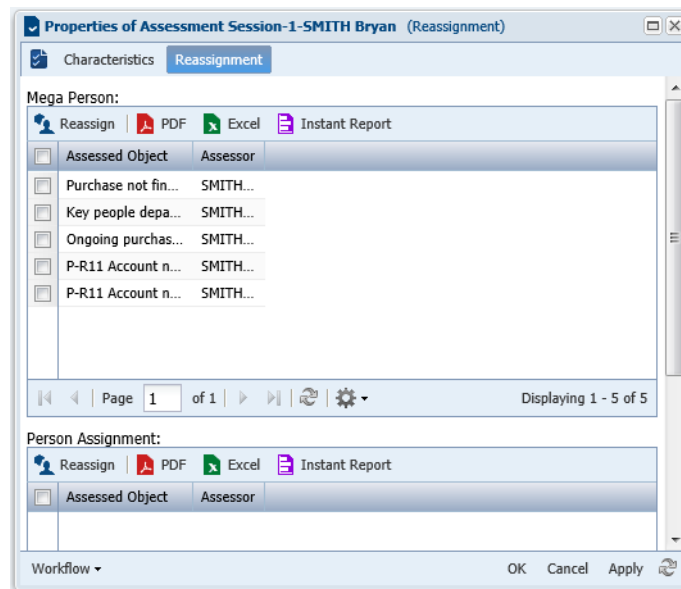 Properties of Assessment Session-1-SMITH Bryan (Reassignment)
Characteristics Reassignment
Mega Person:
Reassign PDF Excel Instant Report
Assessed Object Assessor
Purchase not fin... SMITH...
Key people depa... SMITH...
Ongoing purchas... SMITH...
P-R11 Account n... SMITH...
P-R11 Account n... SMITH...
Page 1 of 1 Displaying 1 - 5 of 5
Person Assignment:
Reassign PDF Excel Instant Report
Assessed Object Assessor
Workflow OK Cancel Apply